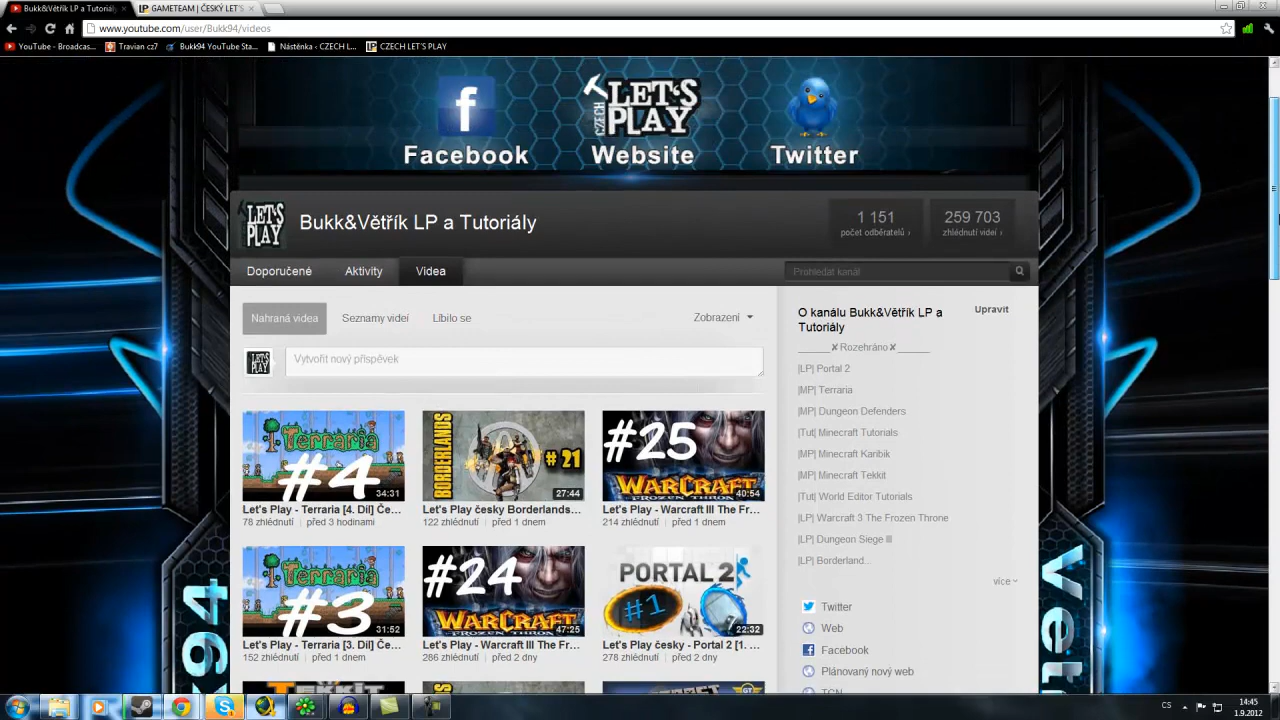 Bukk&Větřík LP a Tutoriály
GAMETEAM | ČESKÝ LET'S
www.youtube.com/user/Bukk94/videos
YouTube - Broadcas...
Travian cz7
Bukk94 YouTube Sta...
Nástěnka ‹ CZECH L...
CZECH LET'S PLAY
CZECH LET'S PLAY
Facebook
Website
Twitter
LET'S PLAY
Bukk&Větřík LP a Tutoriály
1 151
počet odběratelů ›
259 703
zhlédnutí videí ›
Doporučené
Aktivity
Videa
Prohledat kanál
Nahraná videa
Seznamy videí
Líbilo se
Zobrazení
LET'S PLAY
Vytvořit nový příspěvek
Terraria
#4
34:31
BORDERLANDS
#21
27:44
#25
WARCRAFT
FROZEN THRONE
40:54
Let's Play - Terraria [4. Díl] Če...
Let's Play česky Borderlands...
Let's Play - Warcraft III The Fr...
78 zhlédnutí
před 3 hodinami
122 zhlédnutí
před 1 dnem
214 zhlédnutí
před 1 dnem
Terraria
#3
31:52
#24
WARCRAFT
FROZEN THRONE
47:25
PORTAL 2
#1
22:32
Let's Play - Terraria [3. Díl] Če...
Let's Play - Warcraft III The Fr...
Let's Play česky - Portal 2 [1. ...
152 zhlédnutí
před 1 dnem
286 zhlédnutí
před 2 dny
278 zhlédnutí
před 2 dny
TEKKIT
O kanálu Bukk&Větřík LP a
Tutoriály
Upravit
______✘Rozehráno✘______
|LP| Portal 2
|MP| Terraria
|MP| Dungeon Defenders
|Tut| Minecraft Tutorials
|MP| Minecraft Karibik
|MP| Minecraft Tekkit
|Tut| World Editor Tutorials
|LP| Warcraft 3 The Frozen Throne
|LP| Dungeon Siege III
|LP| Borderland...
více
Twitter
Web
Facebook
Plánovaný nový web
TGN
k94
Vet
CS
14:45
1.9.2012